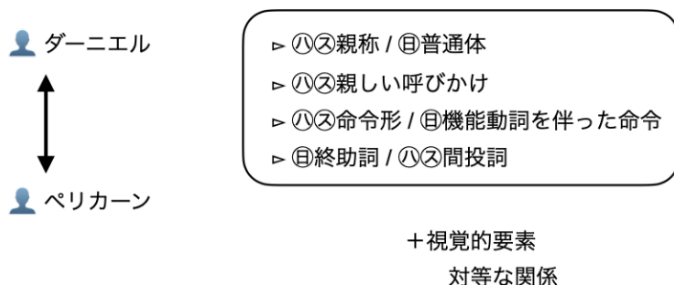 ダーニエル
ペリカーン
▻ ㋩㋜親称 / ㊐普通体
▻ ㋩㋜親しい呼びかけ
▻ ㋩㋜命令形 / ㊐機能動詞を伴った命令
▻ ㊐終助詞 / ㋩㋜間投詞
＋視覚的要素
対等な関係